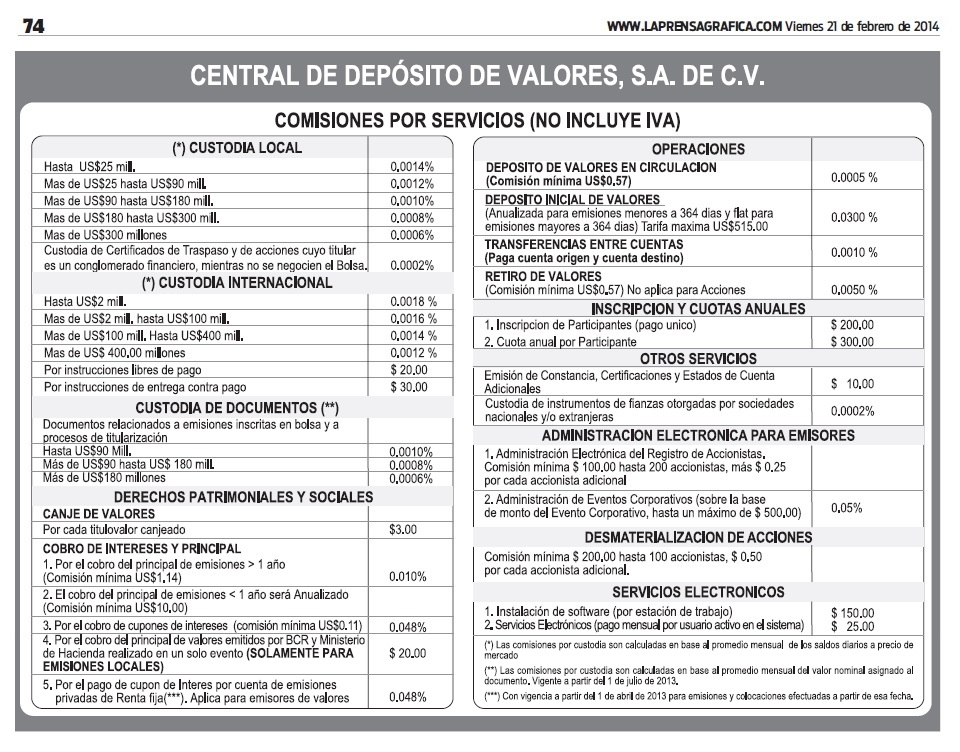 74
WWW.LAPRENSAGRAFICA.COM Viernes 21 de febrero de 2014
CENTRAL DE DEPÓSITO DE VALORES, S.A. DE C.V.
COMISIONES POR SERVICIOS (NO INCLUYE IVA)
(*) CUSTODIA LOCAL
Hasta US$25 mill. 0.0014%
Mas de US$25 hasta US$90 mill. 0.0012%
Mas de US$90 hasta US$180 mill. 0.0010%
Mas de US$180 hasta US$300 mill. 0.0008%
Mas de US$300 millones 0.0006%
Custodia de Certificados de Traspaso y de acciones cuyo titular
es un conglomerado financiero, mientras no se negocien el Bolsa. 0.0002%
(*) CUSTODIA INTERNACIONAL
Hasta US$2 mill. 0.0018 %
Mas de US$2 mill. hasta US$100 mill. 0.0016 %
Mas de US$100 mill. Hasta US$400 mill. 0.0014 %
Mas de US$ 400.00 millones 0.0012 %
Por instrucciones libres de pago $ 20.00
Por instrucciones de entrega contra pago $ 30.00
CUSTODIA DE DOCUMENTOS (**)
Documentos relacionados a emisiones inscritas en bolsa y a
procesos de titularización
Hasta US$90 Mill. 0.0010%
Más de US$90 hasta US$ 180 mill. 0.0008%
Más de US$180 millones 0.0006%
DERECHOS PATRIMONIALES Y SOCIALES
CANJE DE VALORES
Por cada titulovalor canjeado $3.00
COBRO DE INTERESES Y PRINCIPAL
1. Por el cobro del principal de emisiones > 1 año
(Comisión mínima US$1.14) 0.010%
2. El cobro del principal de emisiones < 1 año será Anualizado
(Comisión mínima US$10.00)
3. Por el cobro de cupones de intereses (comisión mínima US$0.11) 0.048%
4. Por el cobro del principal de valores emitidos por BCR y Ministerio
de Hacienda realizado en un solo evento (SOLAMENTE PARA $ 20.00
EMISIONES LOCALES)
5. Por el pago de cupon de Interes por cuenta de emisiones
privadas de Renta fija(***). Aplica para emisores de valores 0.048%
OPERACIONES
DEPOSITO DE VALORES EN CIRCULACION
(Comisión mínima US$0.57) 0.0005 %
DEPOSITO INICIAL DE VALORES
(Anualizada para emisiones menores a 364 dias y flat para
emisiones mayores a 364 dias) Tarifa maxima US$515.00 0.0300 %
TRANSFERENCIAS ENTRE CUENTAS
(Paga cuenta origen y cuenta destino) 0.0010 %
RETIRO DE VALORES
(Comisión mínima US$0.57) No aplica para Acciones 0.0050 %
INSCRIPCION Y CUOTAS ANUALES
1. Inscripcion de Participantes (pago unico) $ 200.00
2. Cuota anual por Participante $ 300.00
OTROS SERVICIOS
Emisión de Constancia, Certificaciones y Estados de Cuenta
Adicionales $ 10.00
Custodia de instrumentos de fianzas otorgadas por sociedades
nacionales y/o extranjeras 0.0002%
ADMINISTRACION ELECTRONICA PARA EMISORES
1. Administración Electrónica del Registro de Accionistas.
Comisión mínima $ 100.00 hasta 200 accionistas, más $ 0.25
por cada accionista adicional
2. Administración de Eventos Corporativos (sobre la base
de monto del Evento Corporativo, hasta un máximo de $ 500.00) 0.05%
DESMATERIALIZACION DE ACCIONES
Comisión mínima $ 200.00 hasta 100 accionistas, $ 0.50
por cada accionista adicional.
SERVICIOS ELECTRONICOS
1. Instalación de software (por estación de trabajo) $ 150.00
2. Servicios Electrónicos (pago mensual por usuario activo en el sistema) $ 25.00
(*) Las comisiones por custodia son calculadas en base al promedio mensual de los saldos diarios a precio de
mercado
(**) Las comisiones por custodia son calculadas en base al promedio mensual del valor nominal asignado al
documento. Vigente a partir del 1 de julio de 2013.
(***) Con vigencia a partir del 1 de abril de 2013 para emisiones y colocaciones efectuadas a partir de esa fecha.